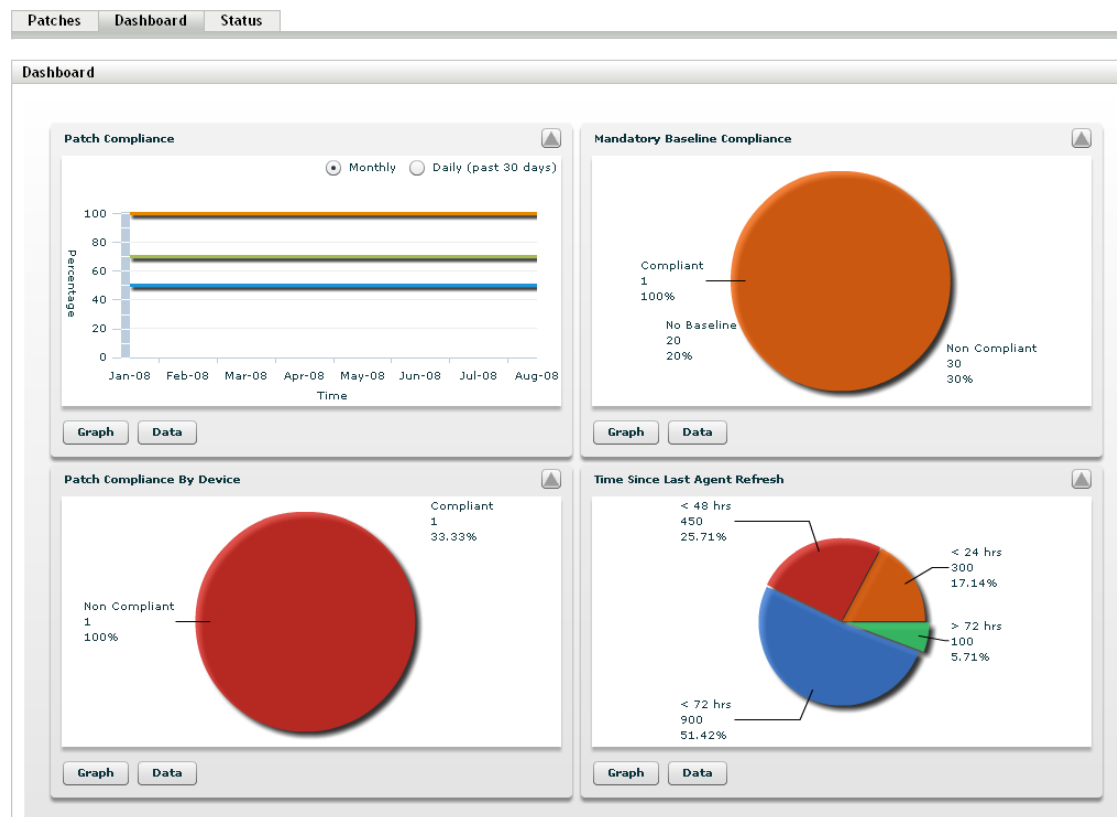 Patches Dashboard Status
Dashboard
Patch Compliance
Monthly Daily (past 30 days)
100
80
60
40
20
0
Percentage
Jan-08 Feb-08 Mar-08 Apr-08 May-08 Jun-08 Jul-08 Aug-08
Time
Graph Data
Mandatory Baseline Compliance
Compliant
1
100%
No Baseline
20
20%
Non Compliant
30
30%
Graph Data
Patch Compliance By Device
Compliant
1
33.33%
Non Compliant
1
100%
Graph Data
Time Since Last Agent Refresh
< 48 hrs
450
25.71%
< 24 hrs
300
17.14%
> 72 hrs
100
5.71%
< 72 hrs
900
51.42%
Graph Data